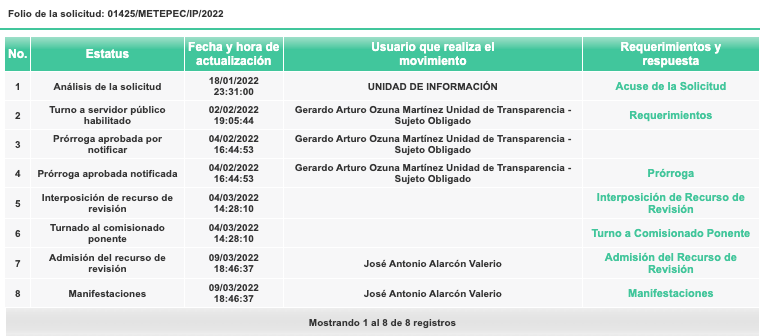 Folio de la solicitud: 01425/METEPEC/IP/2022
No. Estatus Fecha y hora de actualización Usuario que realiza el movimiento Requerimientos y respuesta
1 Análisis de la solicitud 18/01/2022 23:31:00 UNIDAD DE INFORMACIÓN Acuse de la Solicitud
2 Turno a servidor público habilitado 02/02/2022 19:05:44 Gerardo Arturo Ozuna Martínez Unidad de Transparencia - Sujeto Obligado Requerimientos
3 Prórroga aprobada por notificar 04/02/2022 16:44:53 Gerardo Arturo Ozuna Martínez Unidad de Transparencia - Sujeto Obligado
4 Prórroga aprobada notificada 04/02/2022 16:44:53 Gerardo Arturo Ozuna Martínez Unidad de Transparencia - Sujeto Obligado Prórroga
5 Interposición de recurso de revisión 04/03/2022 14:28:10 Interposición de Recurso de Revisión
6 Turnado al comisionado ponente 04/03/2022 14:28:10 Turno a Comisionado Ponente
7 Admisión del recurso de revisión 09/03/2022 18:46:37 José Antonio Alarcón Valerio Admisión del Recurso de Revisión
8 Manifestaciones 09/03/2022 18:46:37 José Antonio Alarcón Valerio Manifestaciones
Mostrando 1 al 8 de 8 registros